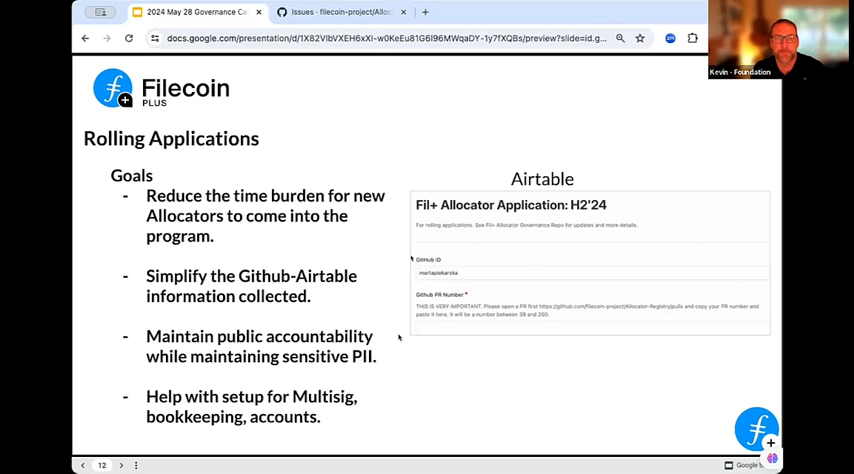 2024 May 28 Governance Ca
Issues · filecoin-project/Alloc
docs.google.com/presentation/d/1X82VIbVXEH6xXI-w0KeEu81G6I96MWqaDY-1y7fXQBs/preview?slide=id.g...
Kevin - Foundation
Filecoin
PLUS
Rolling Applications
Goals
- Reduce the time burden for new
Allocators to come into the
program.
- Simplify the Github-Airtable
information collected.
- Maintain public accountability
while maintaining sensitive PII.
- Help with setup for Multisig,
bookkeeping, accounts.
Airtable
Fil+ Allocator Application: H2'24
For rolling applications. See Fil+ Allocator Governance Repo for updates and more details.
GitHub ID
martapiekarska
Github PR Number *
THIS IS VERY IMPORTANT. Please open a PR first https://github.com/filecoin-project/Allocator-Registry/pulls and copy your PR number and
paste it here. It will be a number between 39 and 200.
12
Google S